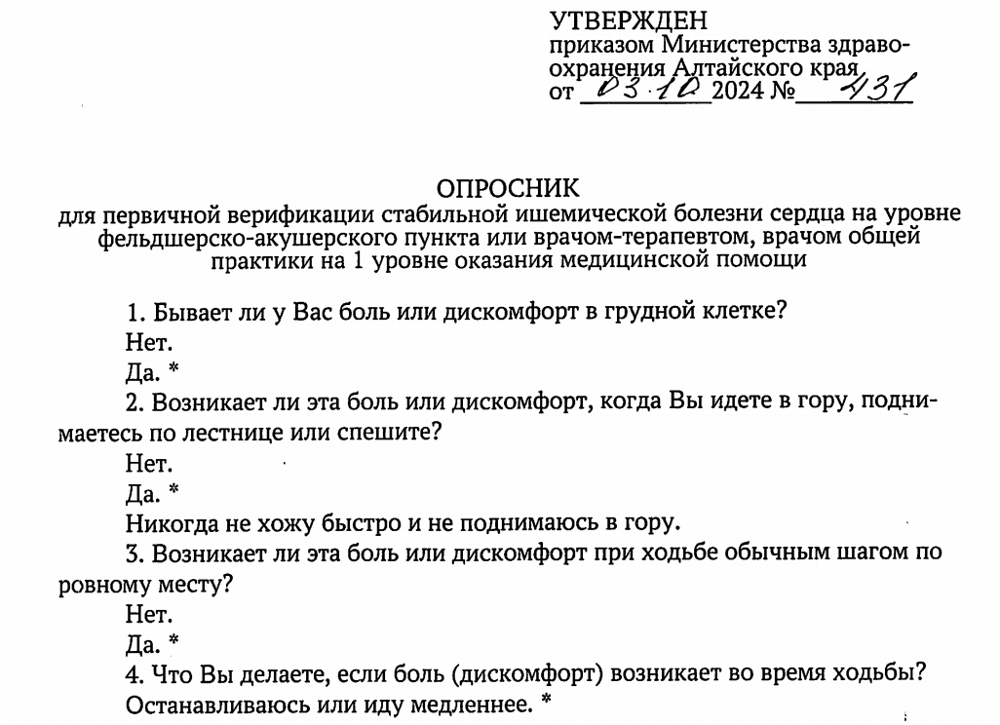 УТВЕРЖДЕН
приказом Министерства здраво-
охранения Алтайского края
от 03.10 2024 № 431
ОПРОСНИК
для первичной верификации стабильной ишемической болезни сердца на уровне
фельдшерско-акушерского пункта или врачом-терапевтом, врачом общей
практики на 1 уровне оказания медицинской помощи
1. Бывает ли у Вас боль или дискомфорт в грудной клетке?
Нет.
Да. *
2. Возникает ли эта боль или дискомфорт, когда Вы идете в гору, подни-
маетесь по лестнице или спешите?
Нет.
Да. *
Никогда не хожу быстро и не поднимаюсь в гору.
3. Возникает ли эта боль или дискомфорт при ходьбе обычным шагом по
ровному месту?
Нет.
Да. *
4. Что Вы делаете, если боль (дискомфорт) возникает во время ходьбы?
Останавливаюсь или иду медленнее. *